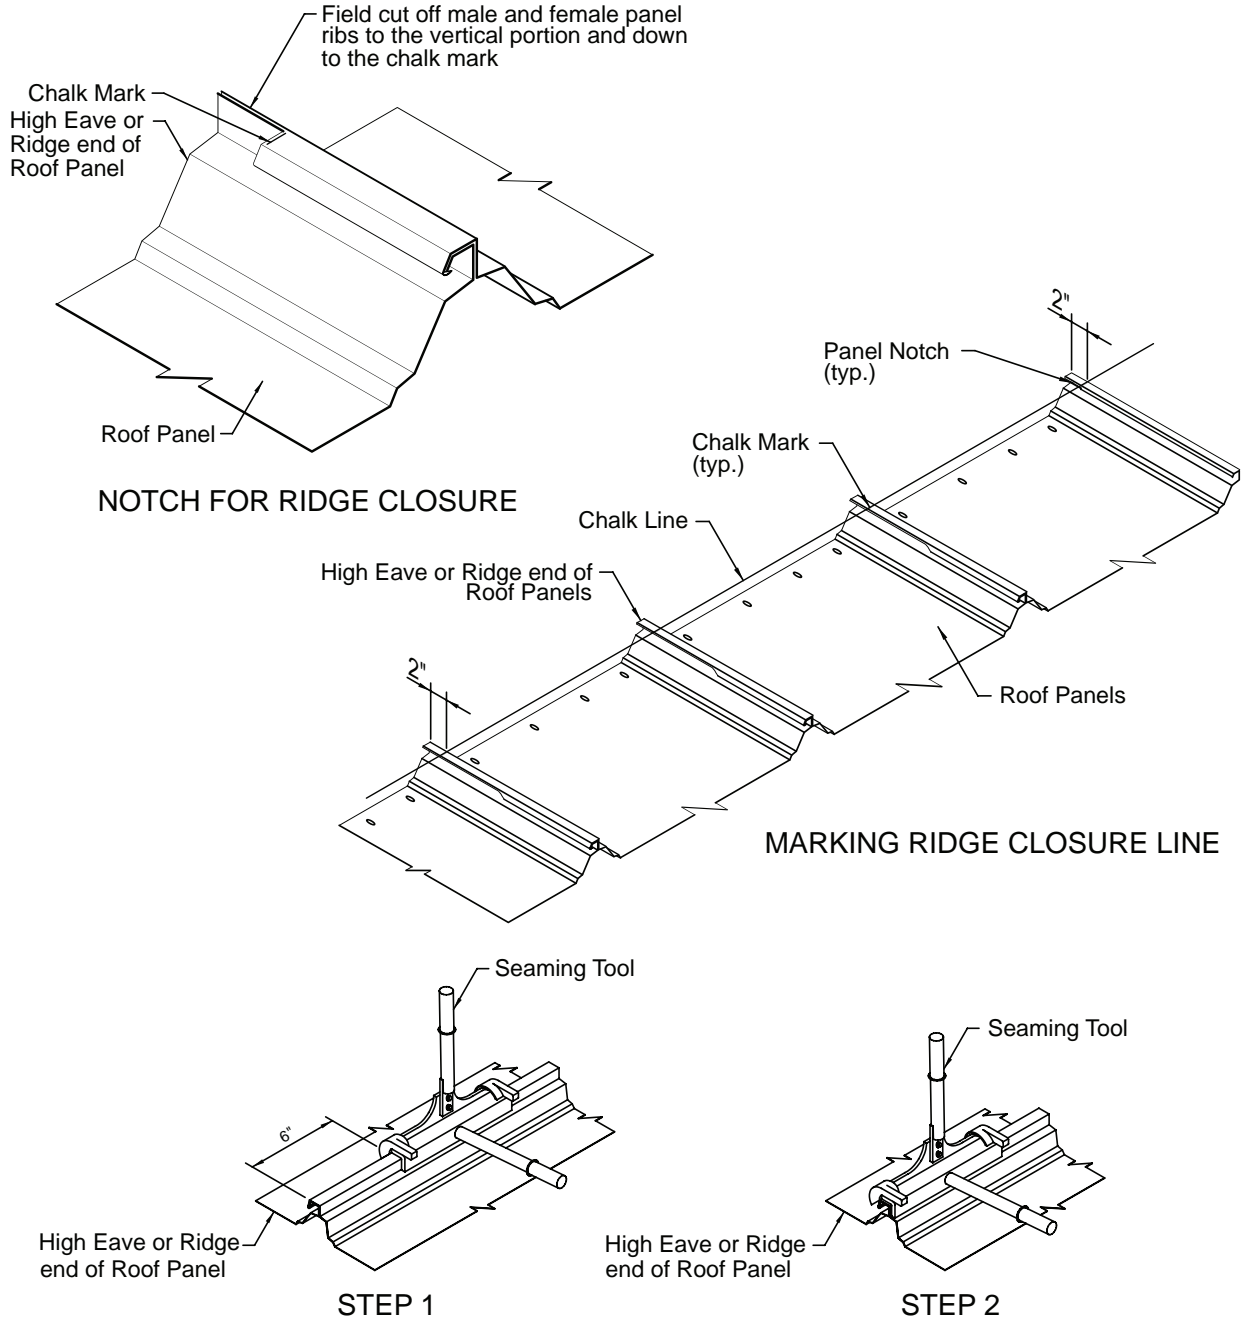 Field cut off male and female panel
ribs to the vertical portion and down
to the chalk mark
Chalk Mark
High Eave or
Ridge end of
Roof Panel
Roof Panel
NOTCH FOR RIDGE CLOSURE
2"
Panel Notch
(typ.)
Chalk Mark
(typ.)
Chalk Line
High Eave or Ridge end of
Roof Panels
2"
Roof Panels
MARKING RIDGE CLOSURE LINE
Seaming Tool
6"
High Eave or Ridge
end of Roof Panel
STEP 1
Seaming Tool
High Eave or Ridge
end of Roof Panel
STEP 2